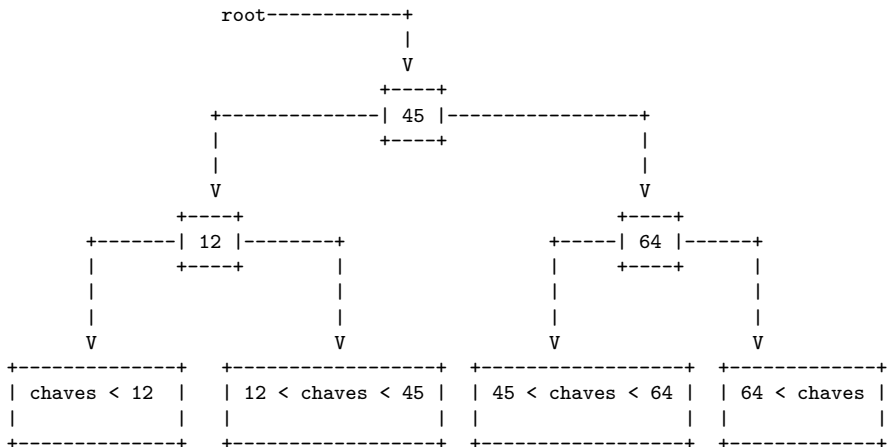 root
45
12
64
chaves < 12
12 < chaves < 45
45 < chaves < 64
64 < chaves